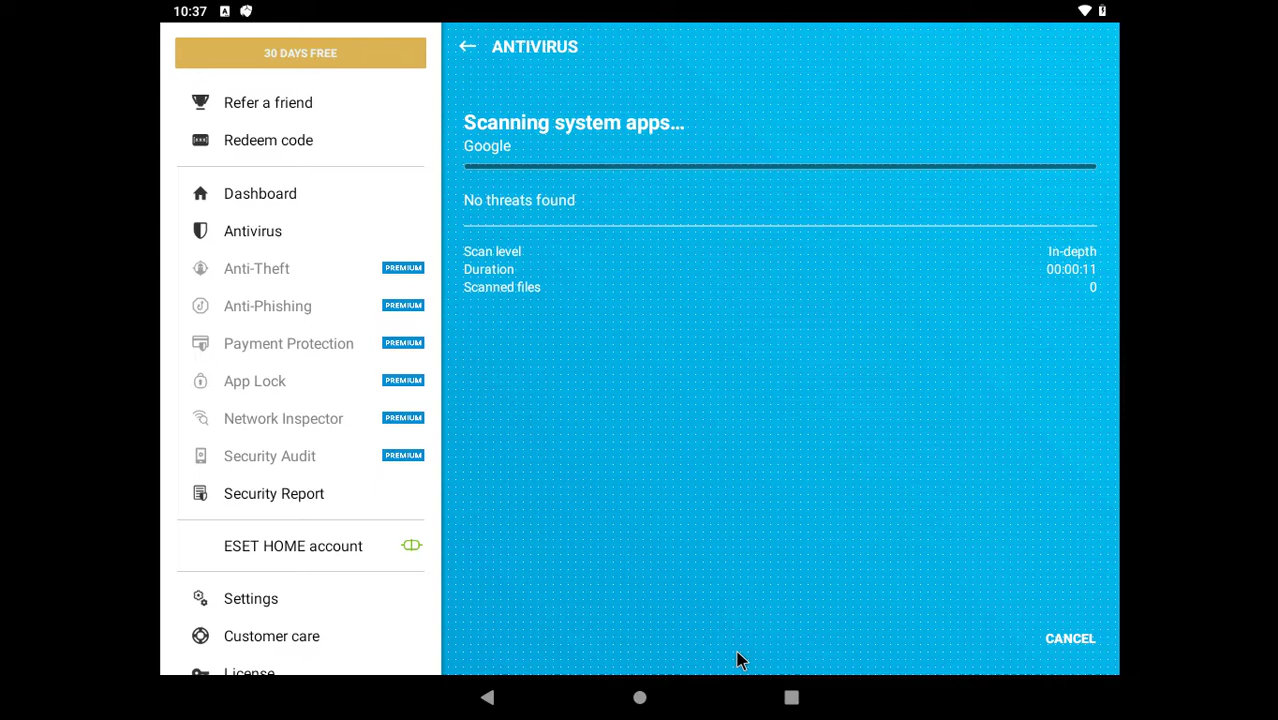 10:37
30 DAYS FREE
Refer a friend
Redeem code
Dashboard
Antivirus
Anti-Theft PREMIUM
Anti-Phishing PREMIUM
Payment Protection PREMIUM
App Lock PREMIUM
Network Inspector PREMIUM
Security Audit PREMIUM
Security Report
ESET HOME account
Settings
Customer care
License
ANTIVIRUS
Scanning system apps...
Google
No threats found
Scan level In-depth
Duration 00:00:11
Scanned files 0
CANCEL